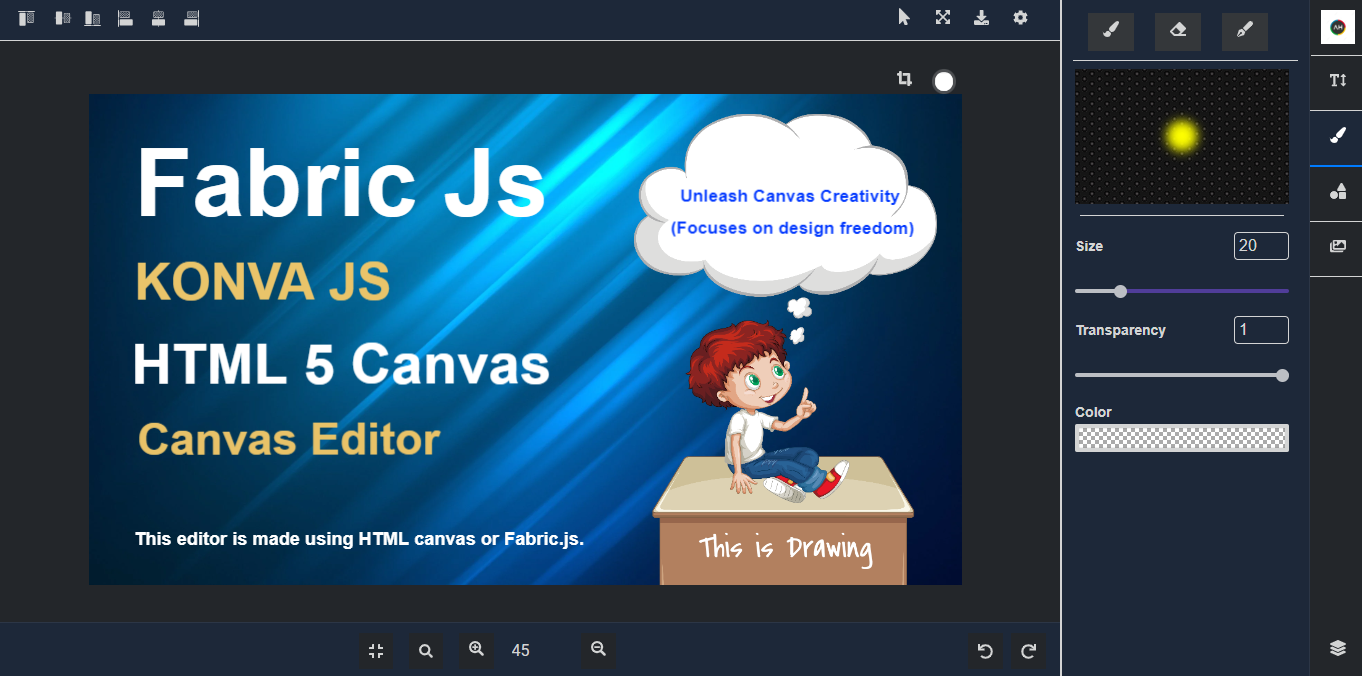 Fabric Js
KONVA JS
HTML 5 Canvas
Canvas Editor
This editor is made using HTML canvas or Fabric.js.
Unleash Canvas Creativity
(Focuses on design freedom)
This is Drawing
45
Size
20
Transparency
1
Color
AH
T